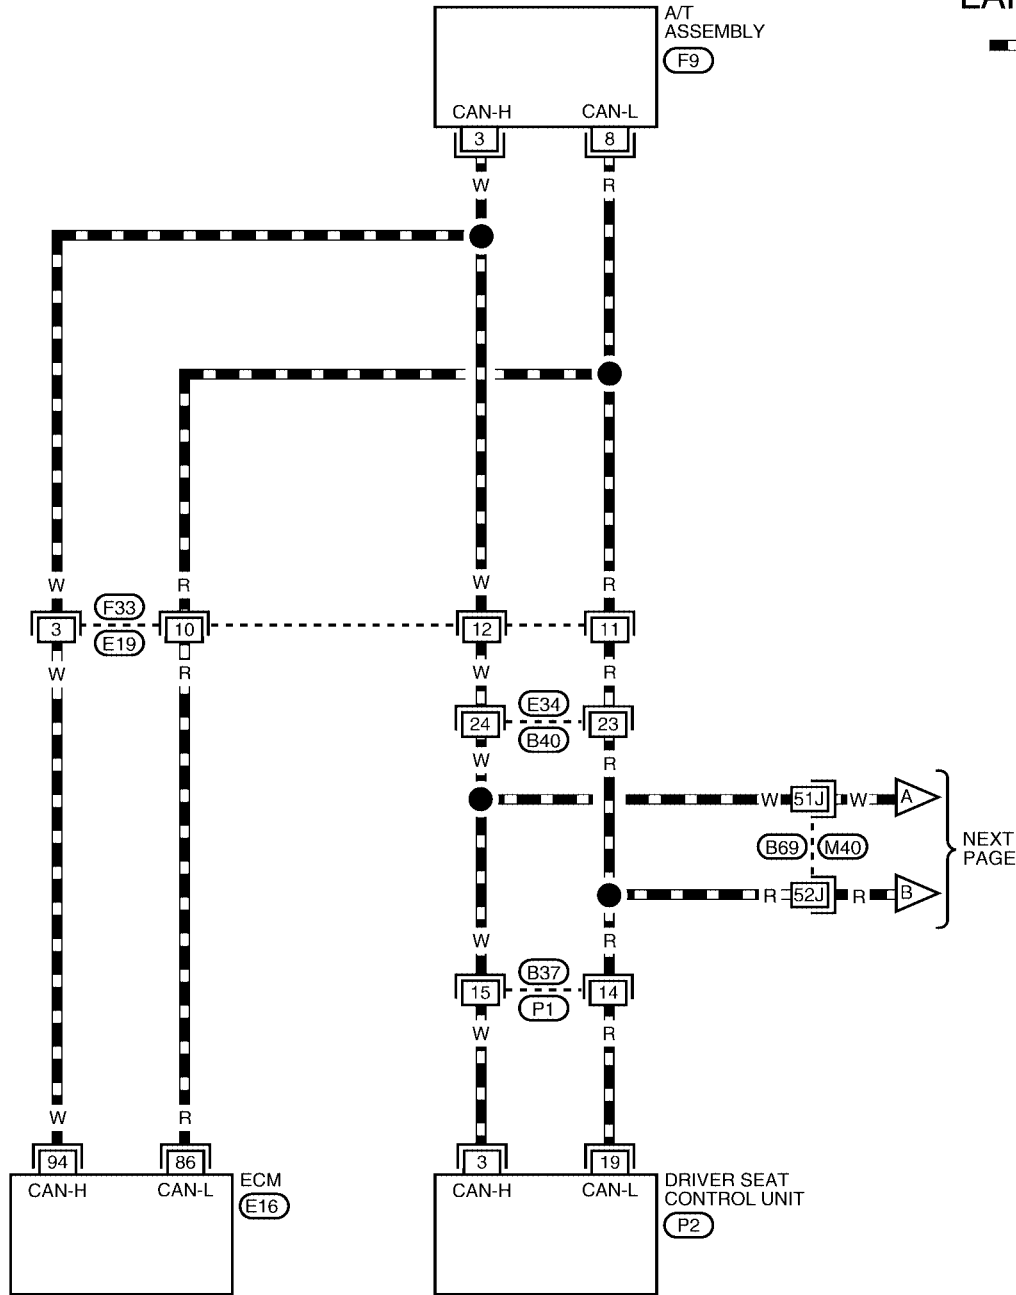 A/T
ASSEMBLY
F9
CAN-H
CAN-L
3
8
W
R
W
R
W
R
3
F33
E19
10
12
11
W
R
W
R
24
E34
B40
23
W
R
W
51J
W
A
B69
M40
NEXT
PAGE
R
52J
R
B
W
R
15
B37
P1
14
W
R
W
R
94
86
CAN-H
CAN-L
ECM
E16
3
19
CAN-H
CAN-L
DRIVER SEAT
CONTROL UNIT
P2